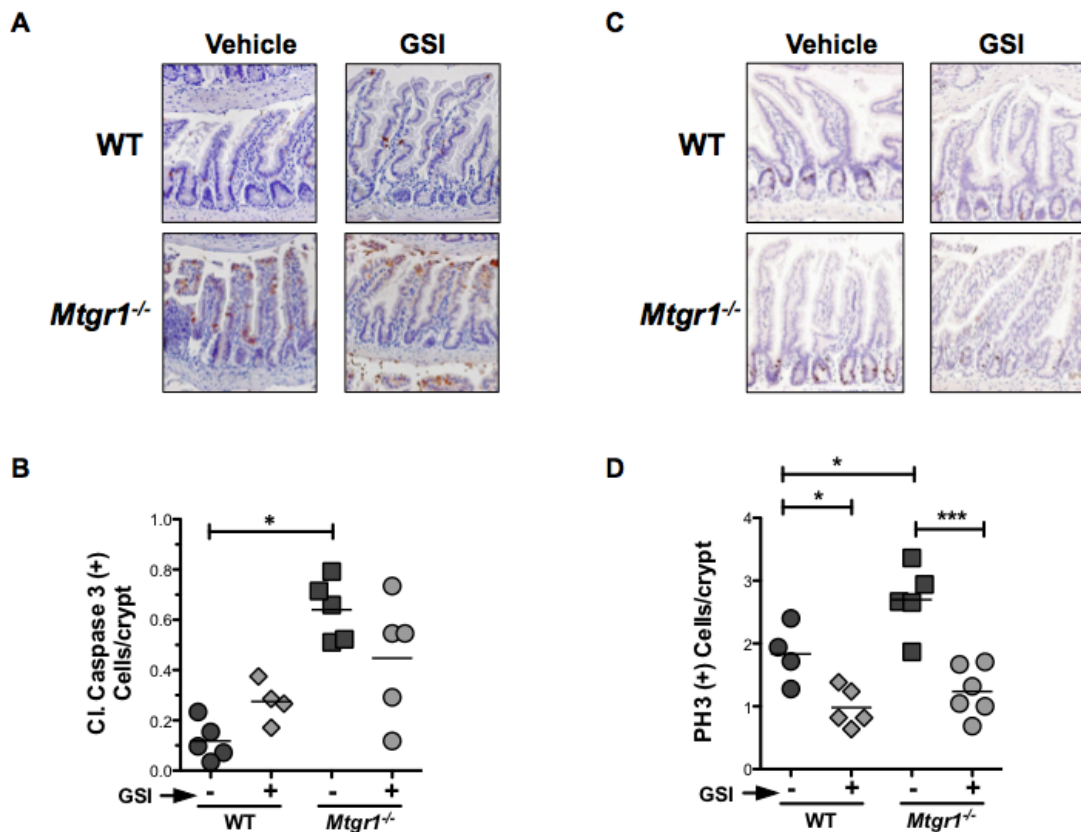 A
Vehicle GSI
WT
Mtgr1-/-
B
Cl. Caspase 3 (+)
Cells/crypt
1.0
0.8
0.6
0.4
0.2
0.0
*
GSI - + - +
WT Mtgr1-/-
C
Vehicle GSI
WT
Mtgr1-/-
D
PH3 (+) Cells/crypt
4
3
2
1
0
*
*
***
GSI - + - +
WT Mtgr1-/-